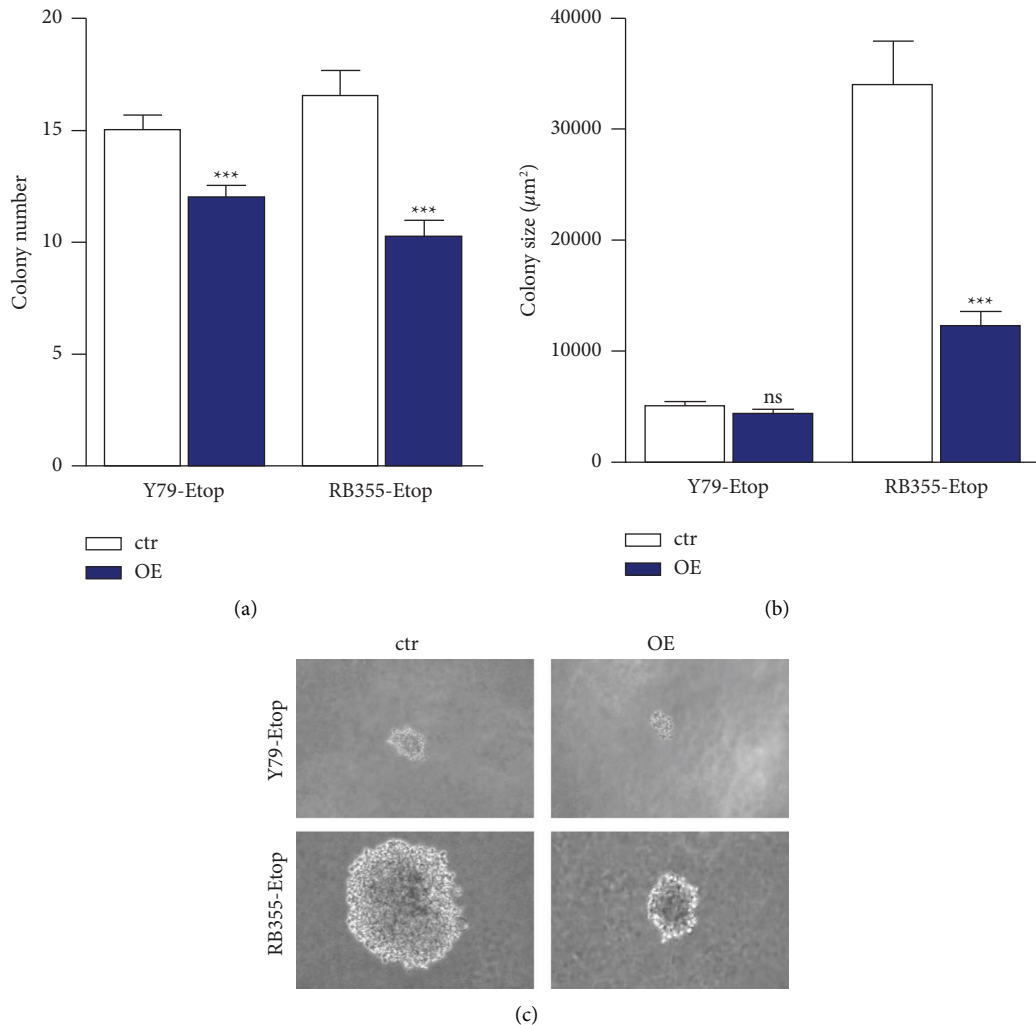 20
15
10
5
0
Colony number
***
***
Y79-Etop
RB355-Etop
ctr
OE
(a)
40000
30000
20000
10000
0
Colony size (µm²)
ns
***
Y79-Etop
RB355-Etop
ctr
OE
(b)
ctr
OE
Y79-Etop
RB355-Etop
(c)